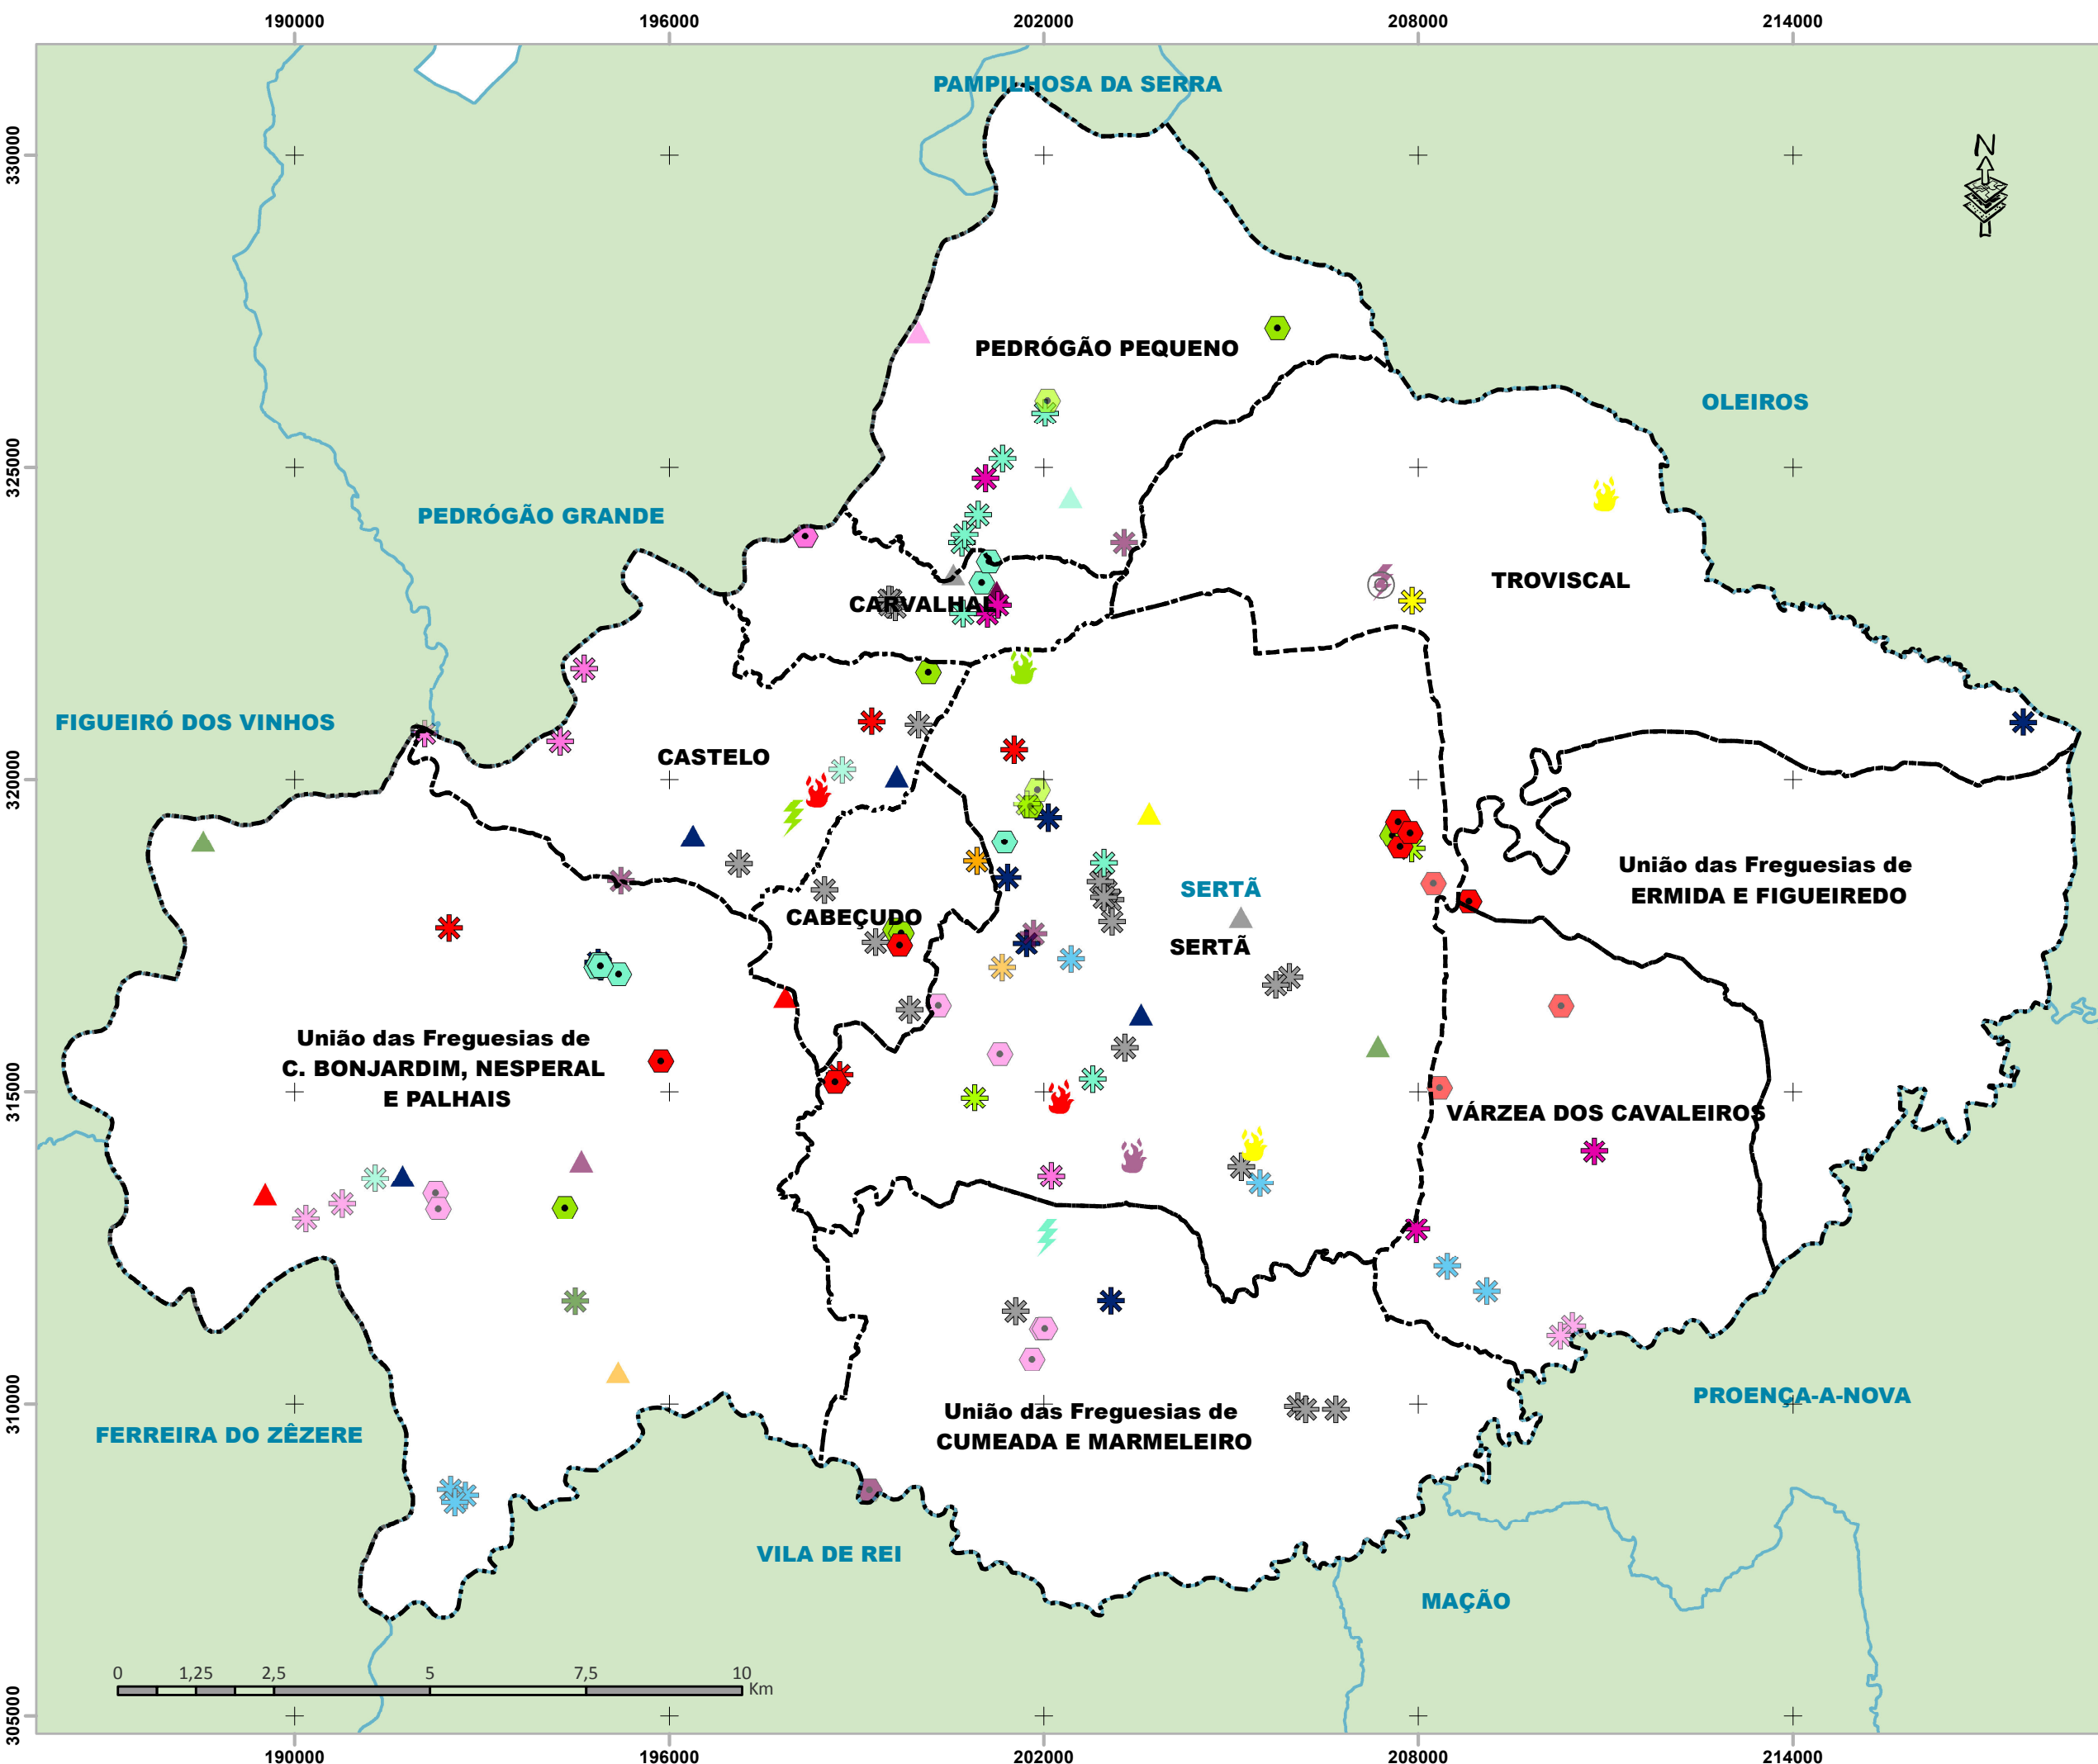 190000 196000 202000 208000 214000
PAMPILHOSA DA SERRA
N
330000
PEDRÓGÃO PEQUENO
OLEIROS
325000
PEDRÓGÃO GRANDE
TROVISCAL
CARVALHAL
FIGUEIRÓ DOS VINHOS
CASTELO
320000
União das Freguesias de
ERMIDA E FIGUEIREDO
SERTÃ
CABEÇUDO
SERTÃ
União das Freguesias de
C. BONJARDIM, NESPERAL
E PALHAIS
315000
VÁRZEA DOS CAVALEIROS
310000
PROENÇA-A-NOVA
União das Freguesias de
CUMEADA E MARMELEIRO
FERREIRA DO ZÊZERE
VILA DE REI
MAÇÃO
0 1,25 2,5 5 7,5 10
Km
305000
190000 196000 202000 208000 214000